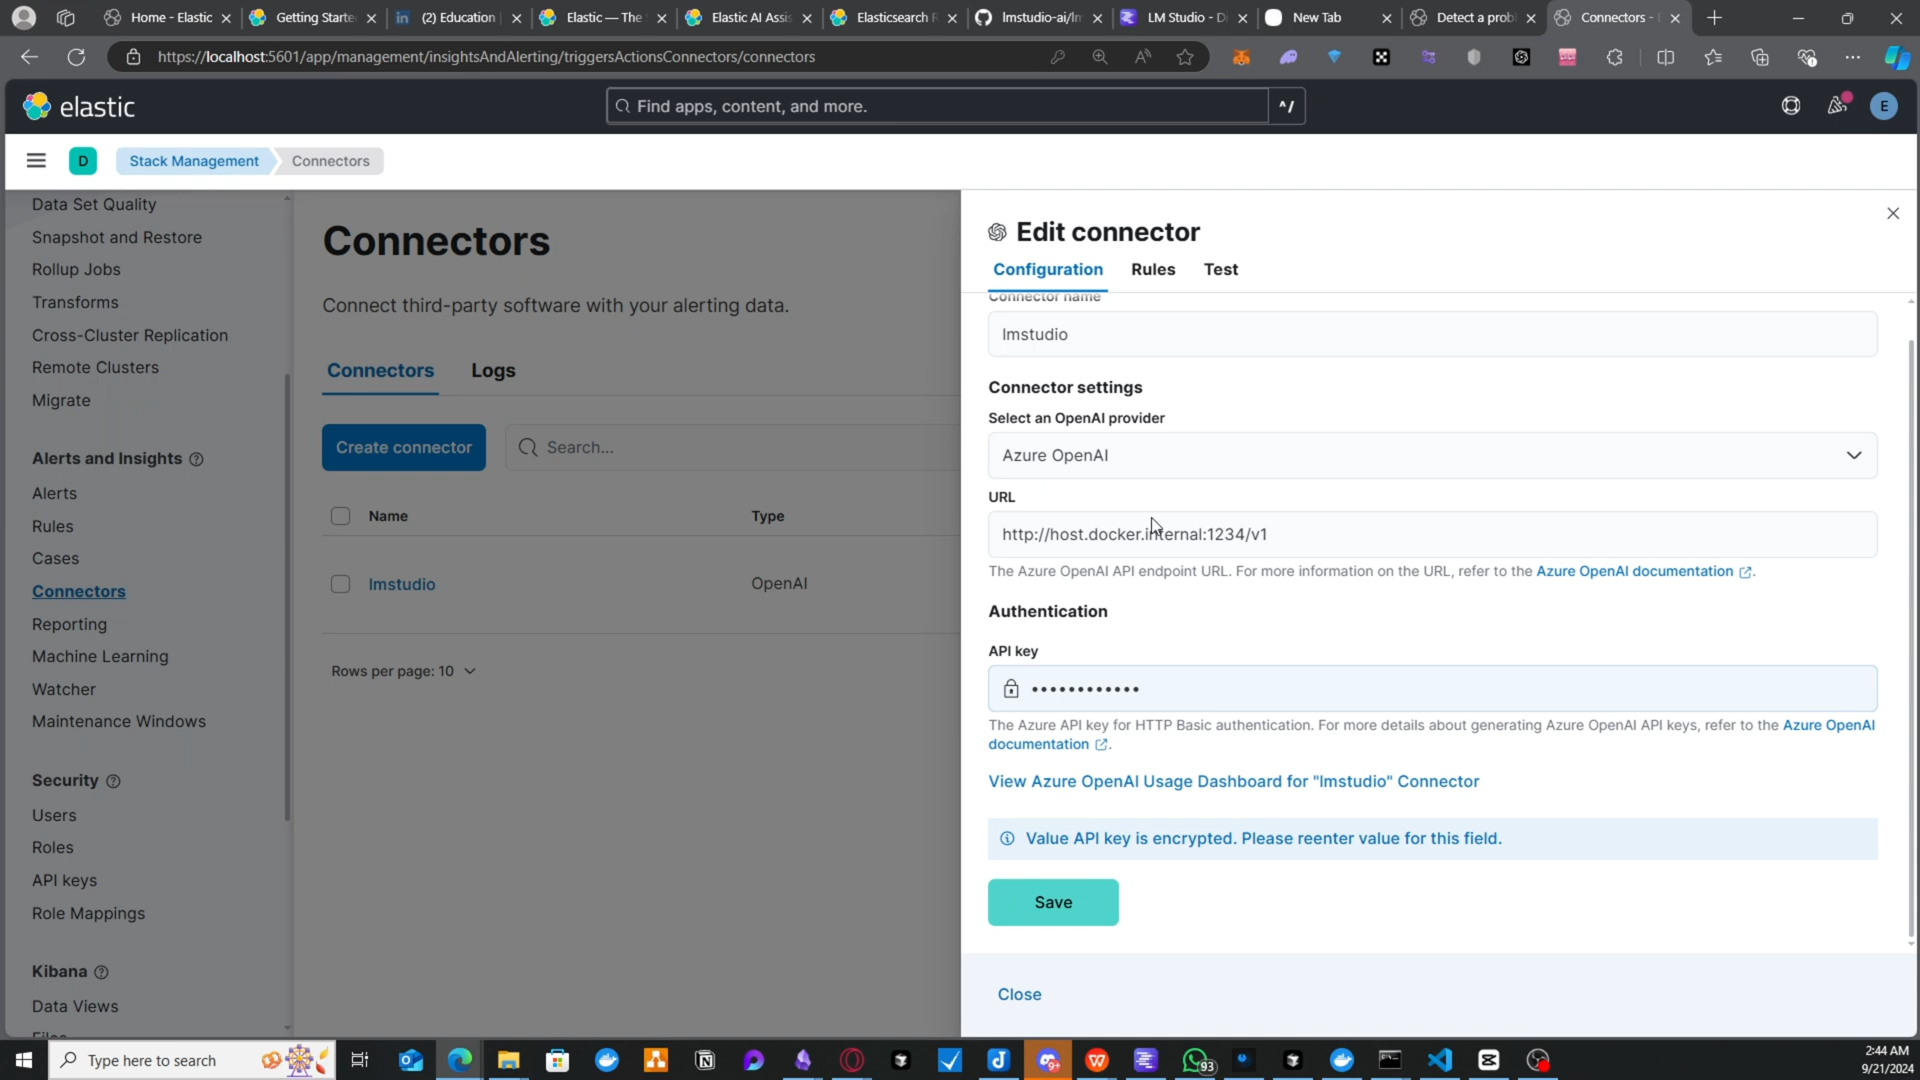 Home - Elastic
Getting Starte
(2) Education
Elastic — The
Elastic AI Assis
Elasticsearch R
lmstudio-ai/lm
LM Studio - Di
New Tab
Detect a prob
Connectors - E
https://localhost:5601/app/management/insightsAndAlerting/triggersActionsConnectors/connectors
elastic
Find apps, content, and more.
^/
E
D
Stack Management
Connectors
Data Set Quality
Snapshot and Restore
Rollup Jobs
Transforms
Cross-Cluster Replication
Remote Clusters
Migrate
Alerts and Insights
Alerts
Rules
Cases
Connectors
Reporting
Machine Learning
Watcher
Maintenance Windows
Security
Users
Roles
API keys
Role Mappings
Kibana
Data Views
Connectors
Connect third-party software with your alerting data.
Connectors
Logs
Create connector
Search...
Name
Type
lmstudio
OpenAI
Rows per page: 10
Edit connector
Configuration
Rules
Test
Connector name
lmstudio
Connector settings
Select an OpenAI provider
Azure OpenAI
URL
http://host.docker.internal:1234/v1
The Azure OpenAI API endpoint URL. For more information on the URL, refer to the Azure OpenAI documentation.
Authentication
API key
••••••••••••
The Azure API key for HTTP Basic authentication. For more details about generating Azure OpenAI API keys, refer to the Azure OpenAI
documentation.
View Azure OpenAI Usage Dashboard for "lmstudio" Connector
Value API key is encrypted. Please reenter value for this field.
Save
Close
Type here to search
9+
93
2:44 AM
9/21/2024